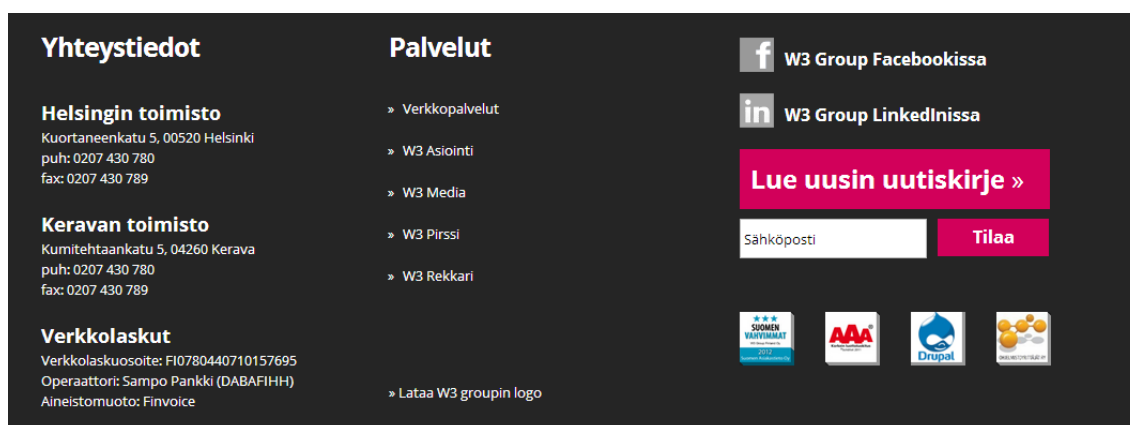 Yhteystiedot
Helsingin toimisto
Kuortaneenkatu 5, 00520 Helsinki
puh: 0207 430 780
fax: 0207 430 789
Keravan toimisto
Kumitehtaankatu 5, 04260 Kerava
puh: 0207 430 780
fax: 0207 430 789
Verkkolaskut
Verkkolaskuosoite: FI0780440710157695
Operaattori: Sampo Pankki (DABAFIHH)
Aineistomuoto: Finvoice
Palvelut
» Verkkopalvelut
» W3 Asiointi
» W3 Media
» W3 Pirssi
» W3 Rekkari
» Lataa W3 groupin logo
f W3 Group Facebookissa
in W3 Group LinkedInissa
Lue uusin uutiskirje »
Sähköposti
Tilaa
SUOMEN
VAHVIMMAT
2012
AAA
Drupal